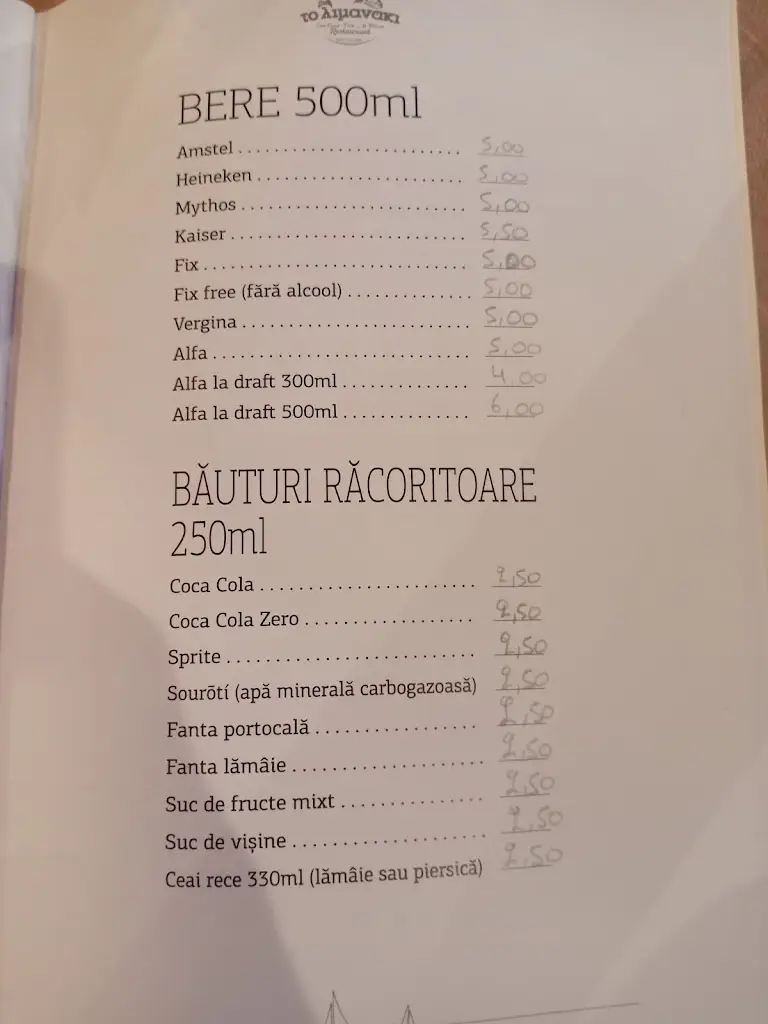 το λιμανακι
Restaurant
BERE 500ml
Amstel ........................ 5,00
Heineken ....................... 5,00
Mythos ......................... 5,00
Kaiser .......................... 5,50
Fix ............................. 5,00
Fix free (fără alcool) .............. 5,00
Vergina ......................... 5,00
Alfa ............................ 5,00
Alfa la draft 300ml .............. 4,00
Alfa la draft 500ml .............. 6,00
BĂUTURI RĂCORITOARE
250ml
Coca Cola ....................... 2,50
Coca Cola Zero .................. 2,50
Sprite .......................... 2,50
Sourōtí (apă minerală carbogazoasă) 2,50
Fanta portocală ................. 2,50
Fanta lămâie .................... 2,50
Suc de fructe mixt ............... 2,50
Suc de vișine .................... 2,50
Ceai rece 330ml (lămâie sau piersică) 2,50